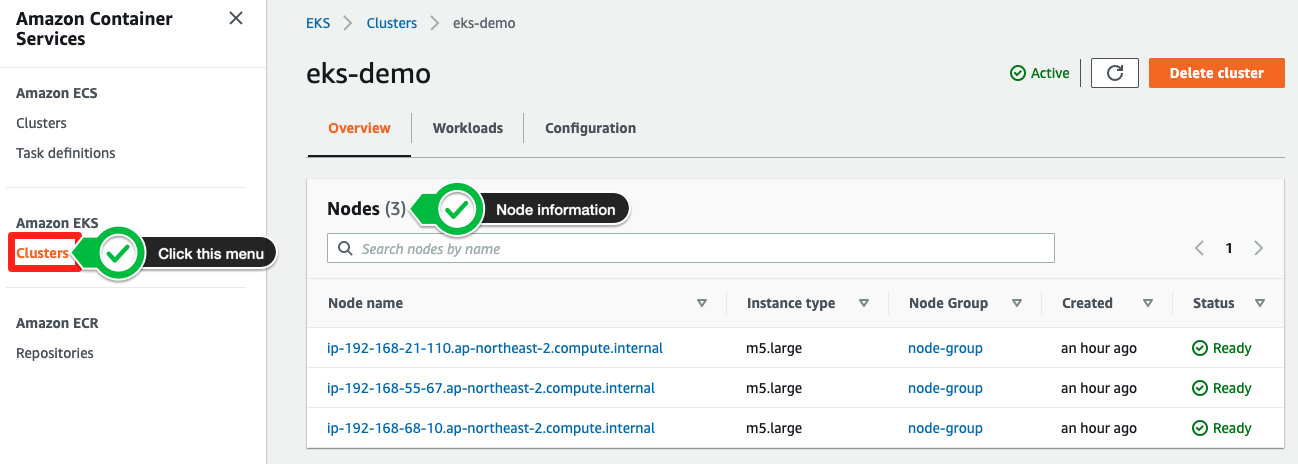 Amazon Container
Services
Amazon ECS
Clusters
Task definitions
Amazon EKS
Clusters
Click this menu
Amazon ECR
Repositories
EKS
Clusters
eks-demo
eks-demo
Active
Delete cluster
Overview
Workloads
Configuration
Nodes (3)
Node information
Search nodes by name
1
Node name Instance type Node Group Created Status
ip-192-168-21-110.ap-northeast-2.compute.internal m5.large node-group an hour ago Ready
ip-192-168-55-67.ap-northeast-2.compute.internal m5.large node-group an hour ago Ready
ip-192-168-68-10.ap-northeast-2.compute.internal m5.large node-group an hour ago Ready